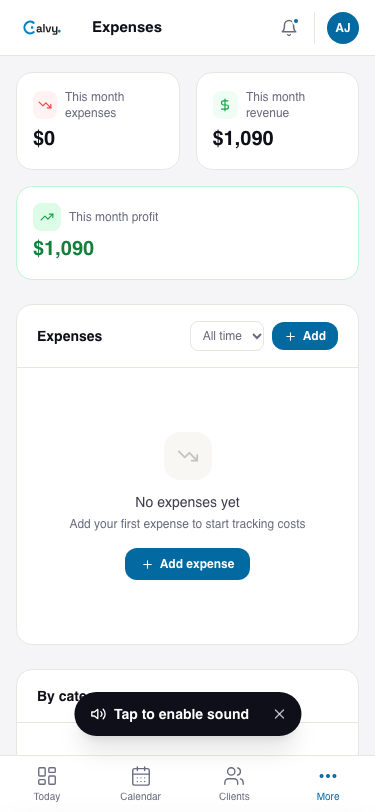 Calvy.
Expenses
AJ
This month
expenses
$0
This month
revenue
$1,090
This month profit
$1,090
Expenses
All time
+ Add
No expenses yet
Add your first expense to start tracking costs
+ Add expense
By cate
Tap to enable sound
Today
Calendar
Clients
More